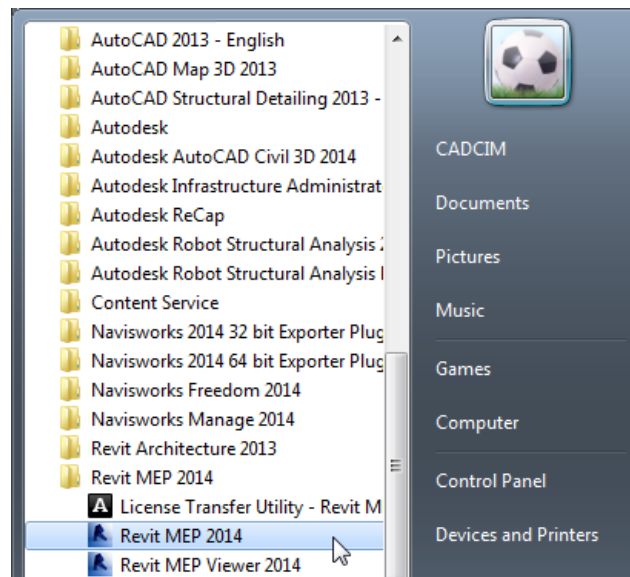 AutoCAD 2013 - English
AutoCAD Map 3D 2013
AutoCAD Structural Detailing 2013 -
Autodesk
Autodesk AutoCAD Civil 3D 2014
Autodesk Infrastructure Administrat
Autodesk ReCap
Autodesk Robot Structural Analysis
Autodesk Robot Structural Analysis
Content Service
Navisworks 2014 32 bit Exporter Plug
Navisworks 2014 64 bit Exporter Plug
Navisworks Freedom 2014
Navisworks Manage 2014
Revit Architecture 2013
Revit MEP 2014
License Transfer Utility - Revit M
Revit MEP 2014
Revit MEP Viewer 2014
CADCIM
Documents
Pictures
Music
Games
Computer
Control Panel
Devices and Printers